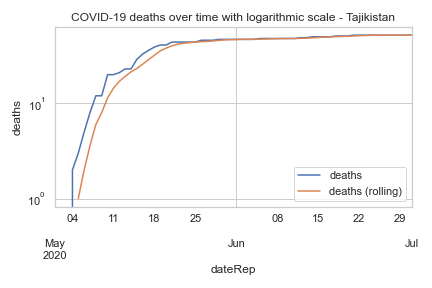 COVID-19 deaths over time with logarithmic scale - Tajikistan
deaths
10¹
10⁰
deaths
deaths (rolling)
04 11 18 25 08 15 22 29
May Jun Jul
2020
dateRep